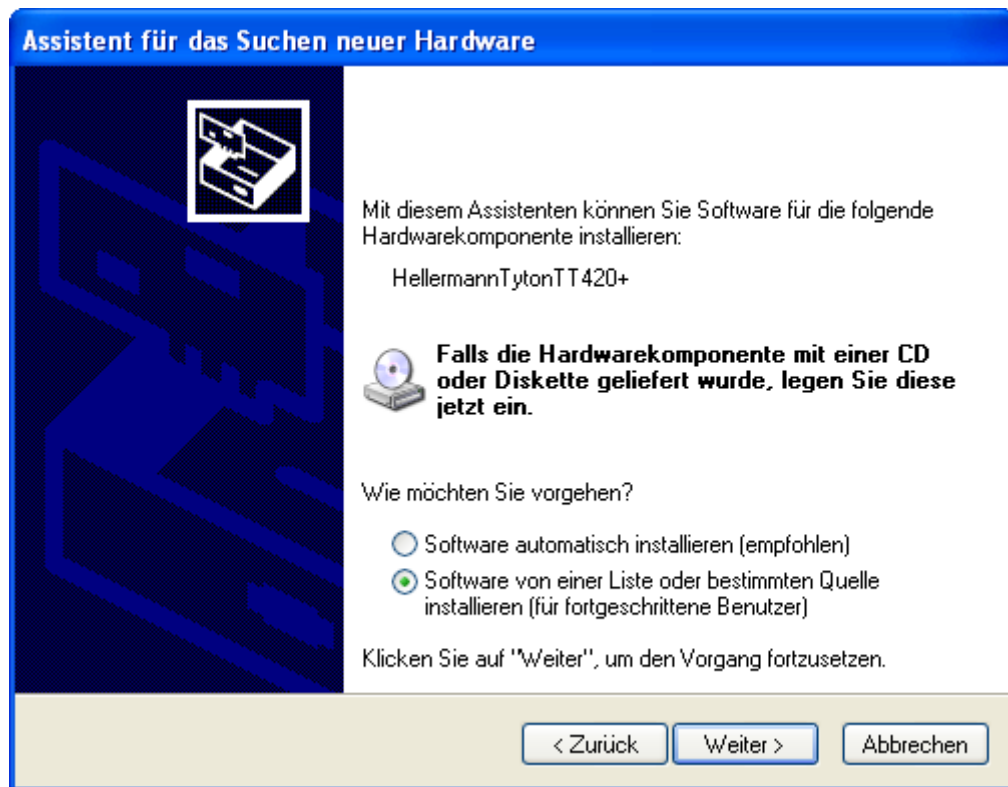 Assistent für das Suchen neuer Hardware
Mit diesem Assistenten können Sie Software für die folgende
Hardwarekomponente installieren:
HellermannTytonTT420+
Falls die Hardwarekomponente mit einer CD
oder Diskette geliefert wurde, legen Sie diese
jetzt ein.
Wie möchten Sie vorgehen?
Software automatisch installieren (empfohlen)
Software von einer Liste oder bestimmten Quelle
installieren (für fortgeschrittene Benutzer)
Klicken Sie auf "Weiter", um den Vorgang fortzusetzen.
< Zurück Weiter > Abbrechen